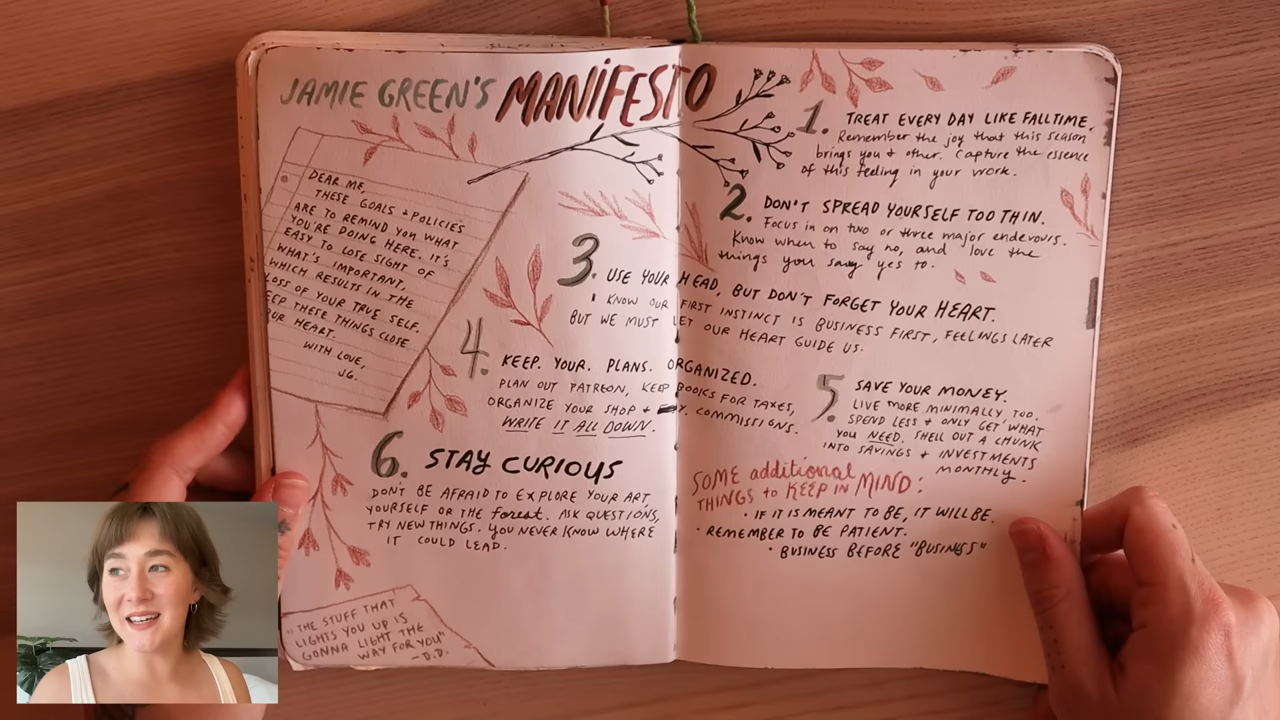 JAMIE GREEN'S MANIFESTO
DEAR ME,
THESE GOALS + POLICIES
ARE TO REMIND YOU WHAT
YOU'RE DOING HERE. IT'S
EASY TO LOSE SIGHT OF
WHAT'S IMPORTANT,
WHICH RESULTS IN THE
LOSS OF YOUR TRUE SELF.
EEP THESE THINGS CLOSE
OUR HEART.
WITH LOVE,
JG.
1. TREAT EVERY DAY LIKE FALLTIME.
Remember the joy that this season
brings you + other. Capture the essence
of this feeling in your work.
2. DON'T SPREAD YOURSELF TOO THIN.
Focus in on two or three major endevours.
Know when to say no, and love the
things you say yes to.
3. USE YOUR HEAD, BUT DON'T FORGET YOUR HEART.
I KNOW OUR FIRST INSTINCT IS BUSINESS FIRST, FEELINGS LATER
BUT WE MUST LET OUR HEART GUIDE US.
4. KEEP. YOUR. PLANS. ORGANIZED.
PLAN OUT PATREON, KEEP BOOKS FOR TAXES,
ORGANIZE YOUR SHOP + COMMISSIONS.
WRITE IT ALL DOWN.
5 SAVE YOUR MONEY.
LIVE MORE MINIMALLY TOO.
SPEND LESS + ONLY GET WHAT
YOU NEED. SHELL OUT A CHUNK
INTO SAVINGS + INVESTMENTS
MONTHLY.
6. STAY CURIOUS
DON'T BE AFRAID TO EXPLORE YOUR ART,
YOURSELF OR THE forest. ASK QUESTIONS,
TRY NEW THINGS. YOU NEVER KNOW WHERE
IT COULD LEAD.
SOME additional
THINGS to KEEP IN MIND:
• IF IT IS MEANT TO BE, IT WILL BE.
• REMEMBER TO BE PATIENT.
• BUSINESS BEFORE "BUSINESS"
"THE STUFF THAT
LIGHTS YOU UP IS
GONNA LIGHT THE
WAY FOR YOU"
- D.D.